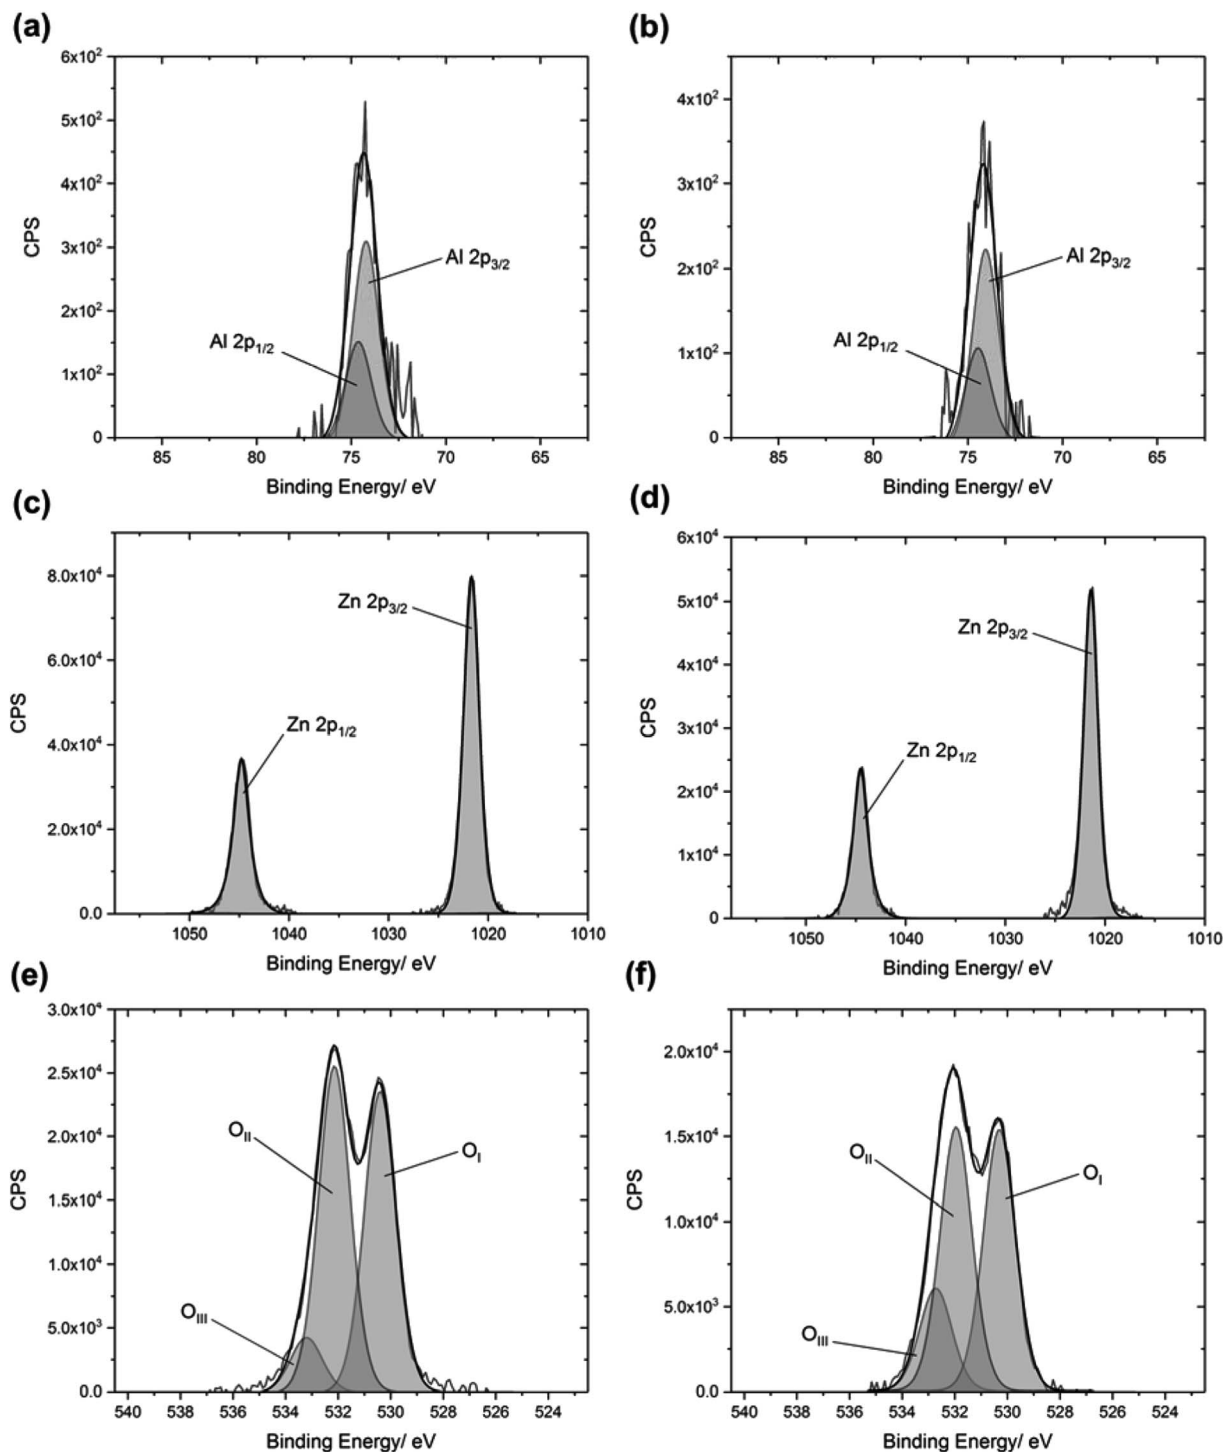 (a)
6x10²
5x10²
4x10²
3x10²
2x10²
1x10²
0
CPS
Al 2p3/2
Al 2p1/2
85 80 75 70 65
Binding Energy/ eV
(b)
4x10²
3x10²
2x10²
1x10²
0
CPS
Al 2p3/2
Al 2p1/2
85 80 75 70 65
Binding Energy/ eV
(c)
8.0x10⁴
6.0x10⁴
4.0x10⁴
2.0x10⁴
0.0
CPS
Zn 2p3/2
Zn 2p1/2
1050 1040 1030 1020 1010
Binding Energy/ eV
(d)
6x10⁴
5x10⁴
4x10⁴
3x10⁴
2x10⁴
1x10⁴
0
CPS
Zn 2p3/2
Zn 2p1/2
1050 1040 1030 1020 1010
Binding Energy/ eV
(e)
3.0x10⁴
2.5x10⁴
2.0x10⁴
1.5x10⁴
1.0x10⁴
5.0x10³
0.0
CPS
OII
OI
OIII
540 538 536 534 532 530 528 526 524
Binding Energy/ eV
(f)
2.0x10⁴
1.5x10⁴
1.0x10⁴
5.0x10³
0.0
CPS
OII
OI
OIII
540 538 536 534 532 530 528 526 524
Binding Energy/ eV